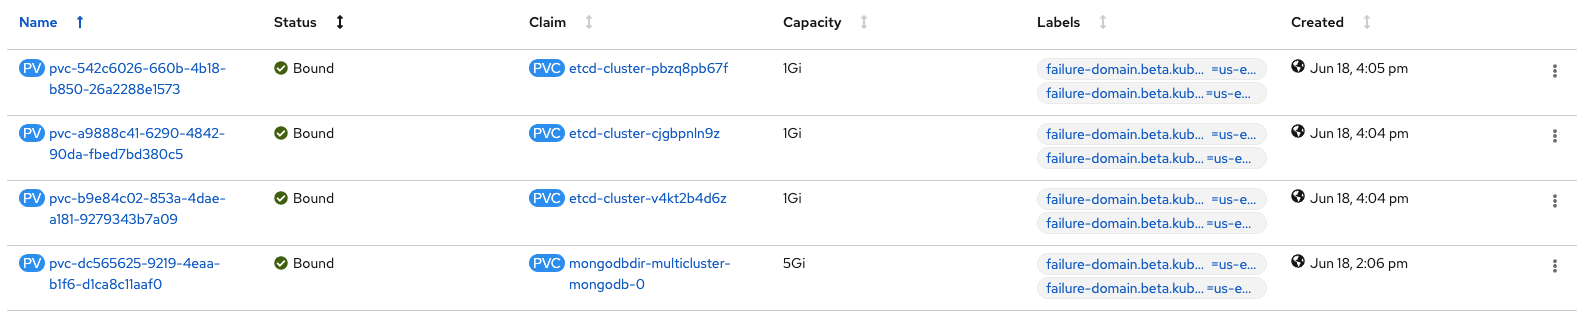 Name Status Claim Capacity Labels Created
PV pvc-542c6026-660b-4b18- Bound PVC etcd-cluster-pbzq8pb67f 1Gi failure-domain.beta.kub... =us-e... Jun 18, 4:05 pm
b850-26a2288e1573 failure-domain.beta.kub... =us-e...
PV pvc-a9888c41-6290-4842- Bound PVC etcd-cluster-cjgbpnln9z 1Gi failure-domain.beta.kub... =us-e... Jun 18, 4:04 pm
90da-fbed7bd380c5 failure-domain.beta.kub... =us-e...
PV pvc-b9e84c02-853a-4dae- Bound PVC etcd-cluster-v4kt2b4d6z 1Gi failure-domain.beta.kub... =us-e... Jun 18, 4:04 pm
a181-9279343b7a09 failure-domain.beta.kub... =us-e...
PV pvc-dc565625-9219-4eaa- Bound PVC mongodbdir-multicluster- 5Gi failure-domain.beta.kub... =us-e... Jun 18, 2:06 pm
b1f6-d1ca8c11aaf0 mongodb-0 failure-domain.beta.kub... =us-e...